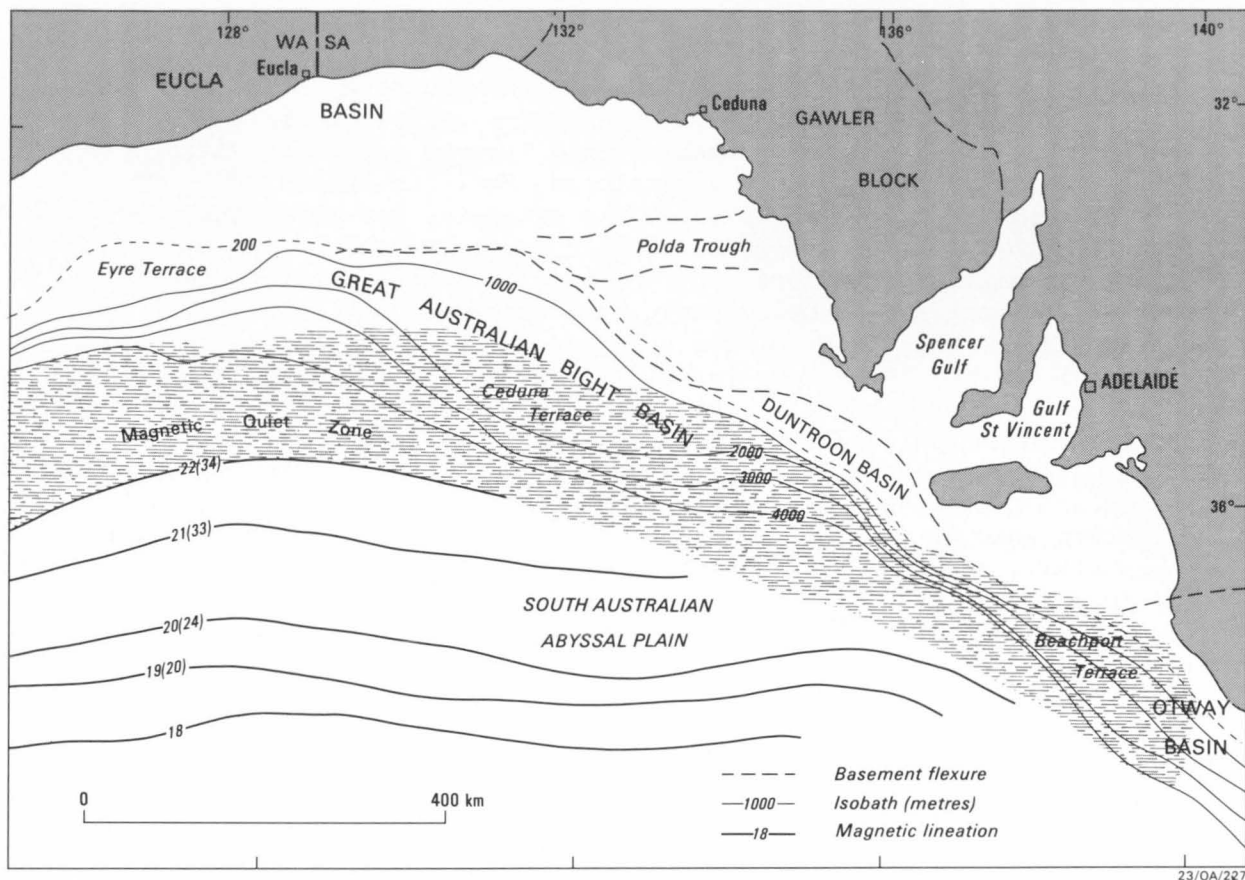 128° 132° 136° 140°
WA SA
Eucla
EUCLA
BASIN
Ceduna
32°
GAWLER
BLOCK
200
Polda Trough
Eyre Terrace
1000
GREAT AUSTRALIAN BIGHT BASIN
Spencer
Gulf
ADELAIDE
Ceduna
Terrace
DUNTROON BASIN
Gulf
St Vincent
Magnetic Quiet Zone
2000
3000
22(34)
4000
36°
21(33)
SOUTH AUSTRALIAN
ABYSSAL PLAIN
20(24)
Beachport
Terrace
19(20)
OTWAY
BASIN
18
Basement flexure
0 400 km
1000 Isobath (metres)
18 Magnetic lineation
23/OA/227